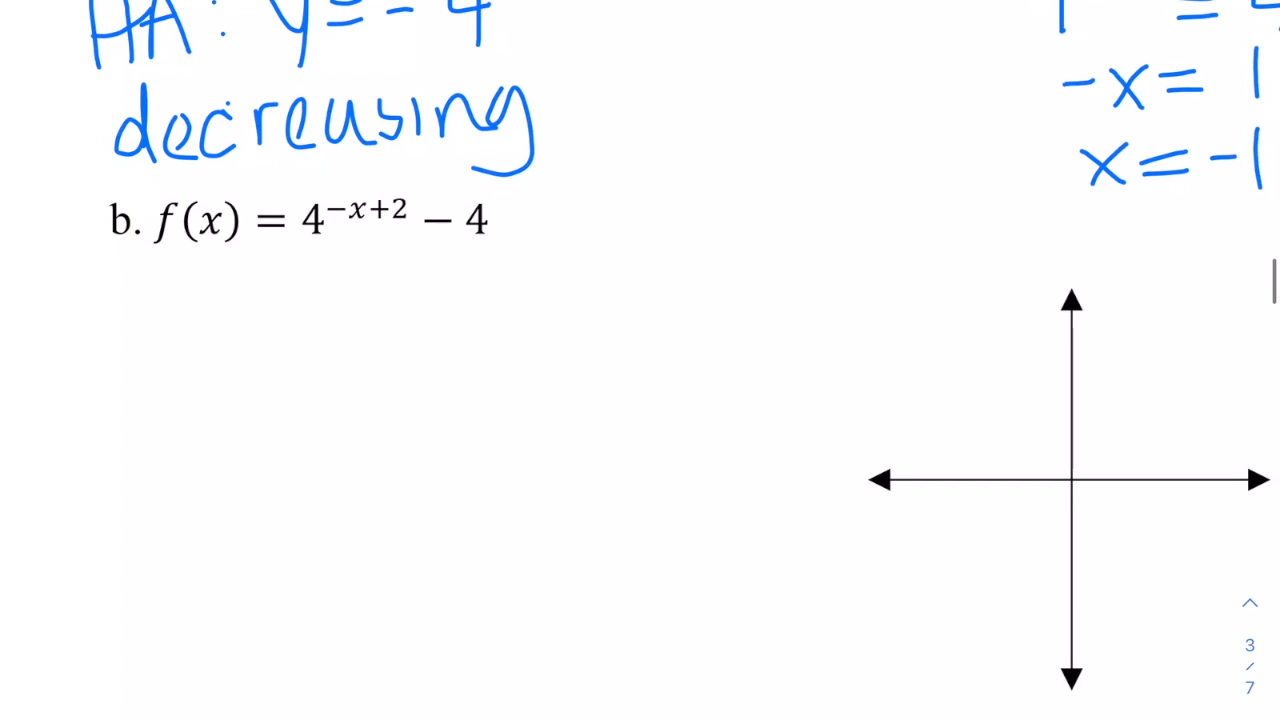 HA: y = -4
decreasing
-x = 1
x = -1
b. f(x) = 4^{-x+2} − 4
3
/
7